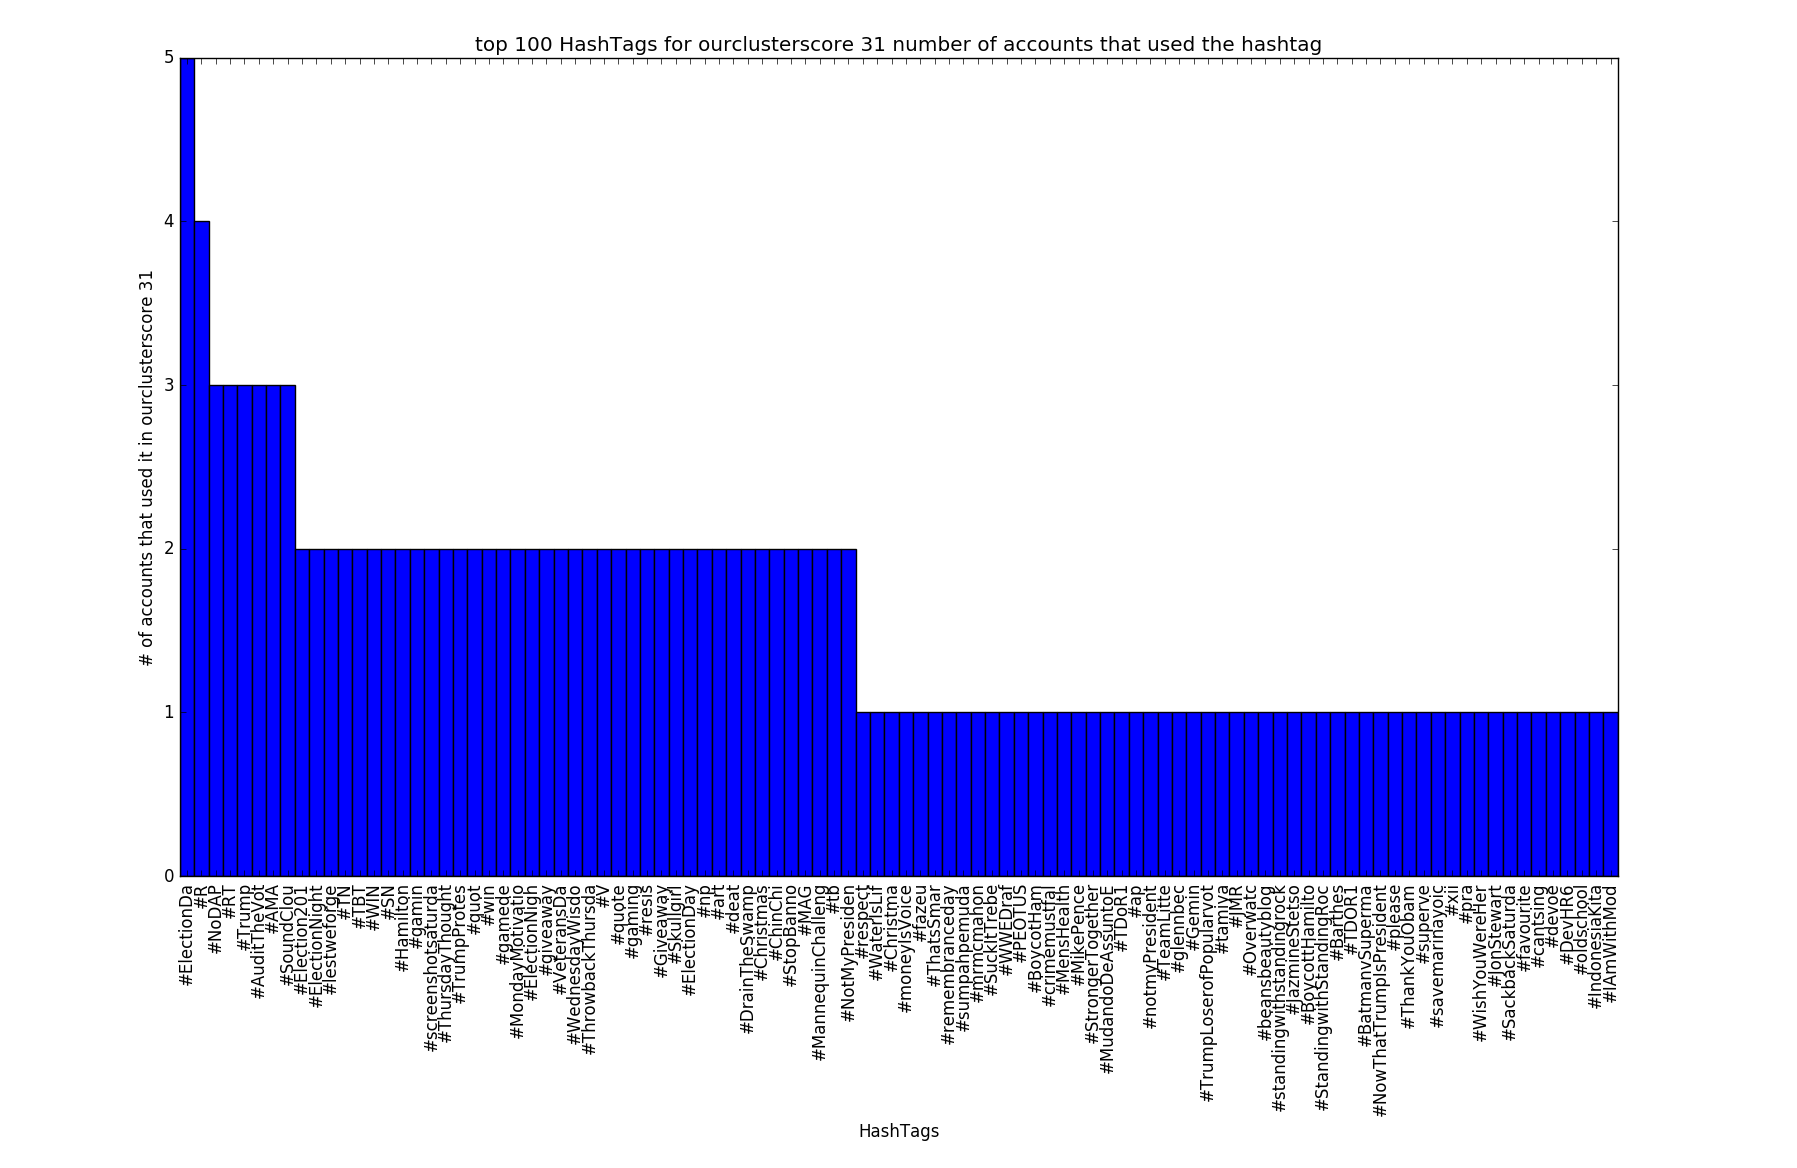 top 100 HashTags for ourclusterscore 31 number of accounts that used the hashtag
# of accounts that used it in ourclusterscore 31
5
4
3
2
1
0
#ElectionDa
#R
#NoDAP
#RT
#Trump
#AuditTheVot
#AMA
#SoundClou
#Election201
#ElectionNight
#lestweforge
#TN
#TBT
#WIN
#SN
#Hamilton
#gamin
#screenshotsaturda
#ThursdayThought
#TrumpProtes
#quot
#win
#gamede
#MondayMotivatio
#ElectionNigh
#giveaway
#VeteransDa
#WednesdayWisdo
#ThrowbackThursda
#V
#quote
#gaming
#resis
#Giveaway
#Skullgirl
#ElectionDay
#np
#art
#deat
#DrainTheSwamp
#Christmas
#ChinChi
#StopBanno
#MAG
#MannequinChalleng
#tb
#NotMyPresiden
#respect
#WaterIsLif
#Christma
#moneyIsVoice
#fazeu
#ThatsSmar
#remembranceday
#sumpahpemuda
#mrmcmahon
#SuckItTrebe
#WWEDraf
#PEOTUS
#BoycotHam
#crimemustfal
#MensHealth
#MikePence
#StrongerTogether
#MudandoDeAssuntoE
#TDOR1
#ap
#notmyPresident
#TeamLitte
#glennbec
#Gemin
#TrumpLoserofPopularyot
#tamiya
#JMR
#Overwatc
#beansbeautyblog
#standingwithstandingrock
#JazmineStetso
#BoycottHamilto
#StandingwithStandingRoc
#Barthes
#TDOR1
#BatmanvSuperma
#NowThatTrumpIsPresident
#please
#ThankYouObam
#superve
#savemarinayoic
#xii
#pra
#WishYouWereHer
#JonStewart
#SackbackSaturda
#favourite
#cantsing
#devoe
#DevHR6
#oldschool
#IndonesiaKita
#IAmWithMod
HashTags